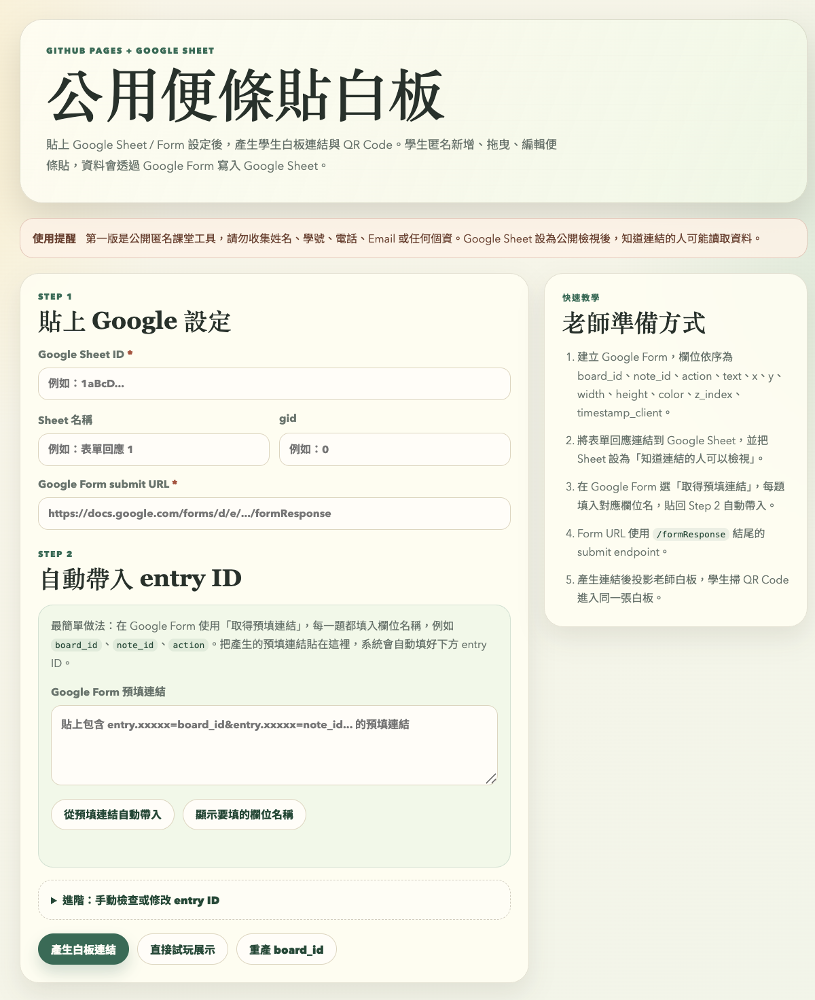 GITHUB PAGES + GOOGLE SHEET
公用便條貼白板
貼上 Google Sheet / Form 設定後，產生學生白板連結與 QR Code。學生匿名新增、拖曳、編輯便
條貼，資料會透過 Google Form 寫入 Google Sheet。
使用提醒 第一版是公開匿名課堂工具，請勿收集姓名、學號、電話、Email 或任何個資。Google Sheet 設為公開檢視後，知道連結的人可能讀取資料。
STEP 1
貼上 Google 設定
Google Sheet ID *
例如：1aBcD...
Sheet 名稱
gid
例如：表單回應 1
例如：0
Google Form submit URL *
https://docs.google.com/forms/d/e/.../formResponse
STEP 2
自動帶入 entry ID
最簡單做法：在 Google Form 使用「取得預填連結」，每一題都填入欄位名稱，例如
board_id、note_id、action。把產生的預填連結貼在這裡，系統會自動填好下方 entry
ID。
Google Form 預填連結
貼上包含 entry.xxxxx=board_id&entry.xxxxx=note_id... 的預填連結
從預填連結自動帶入
顯示要填的欄位名稱
▶ 進階：手動檢查或修改 entry ID
產生白板連結
直接試玩展示
重產 board_id
快速教學
老師準備方式
1. 建立 Google Form，欄位依序為
board_id、note_id、action、text、x、y、
width、height、color、z_index、
timestamp_client。
2. 將表單回應連結到 Google Sheet，並把
Sheet 設為「知道連結的人可以檢視」。
3. 在 Google Form 選「取得預填連結」，每題
填入對應欄位名，貼回 Step 2 自動帶入。
4. Form URL 使用 /formResponse 結尾的
submit endpoint。
5. 產生連結後投影老師白板，學生掃 QR Code
進入同一張白板。